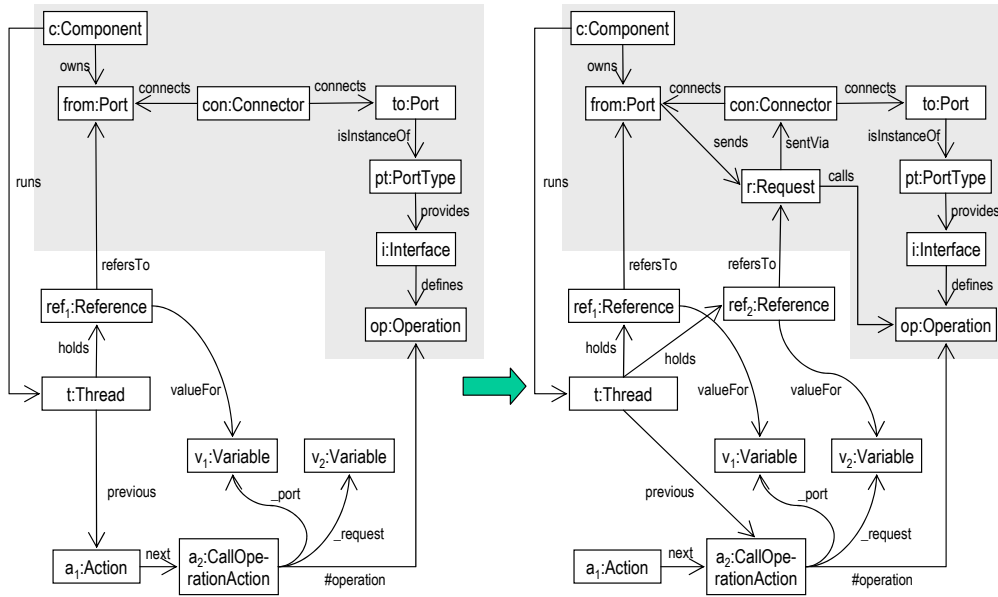 c:Component
owns
from:Port
connects
con:Connector
connects
to:Port
isInstanceOf
pt:PortType
provides
i:Interface
runs
refersTo
defines
ref₁:Reference
op:Operation
holds
t:Thread
valueFor
v₁:Variable
v₂:Variable
previous
_port
_request
a₁:Action
next
a₂:CallOpe-
rationAction
#operation
c:Component
owns
from:Port
connects
con:Connector
connects
to:Port
sends
sentVia
isInstanceOf
r:Request
calls
pt:PortType
provides
i:Interface
runs
refersTo
refersTo
defines
ref₁:Reference
ref₂:Reference
op:Operation
holds
holds
t:Thread
valueFor
valueFor
v₁:Variable
v₂:Variable
previous
_port
_request
a₁:Action
next
a₂:CallOpe-
rationAction
#operation